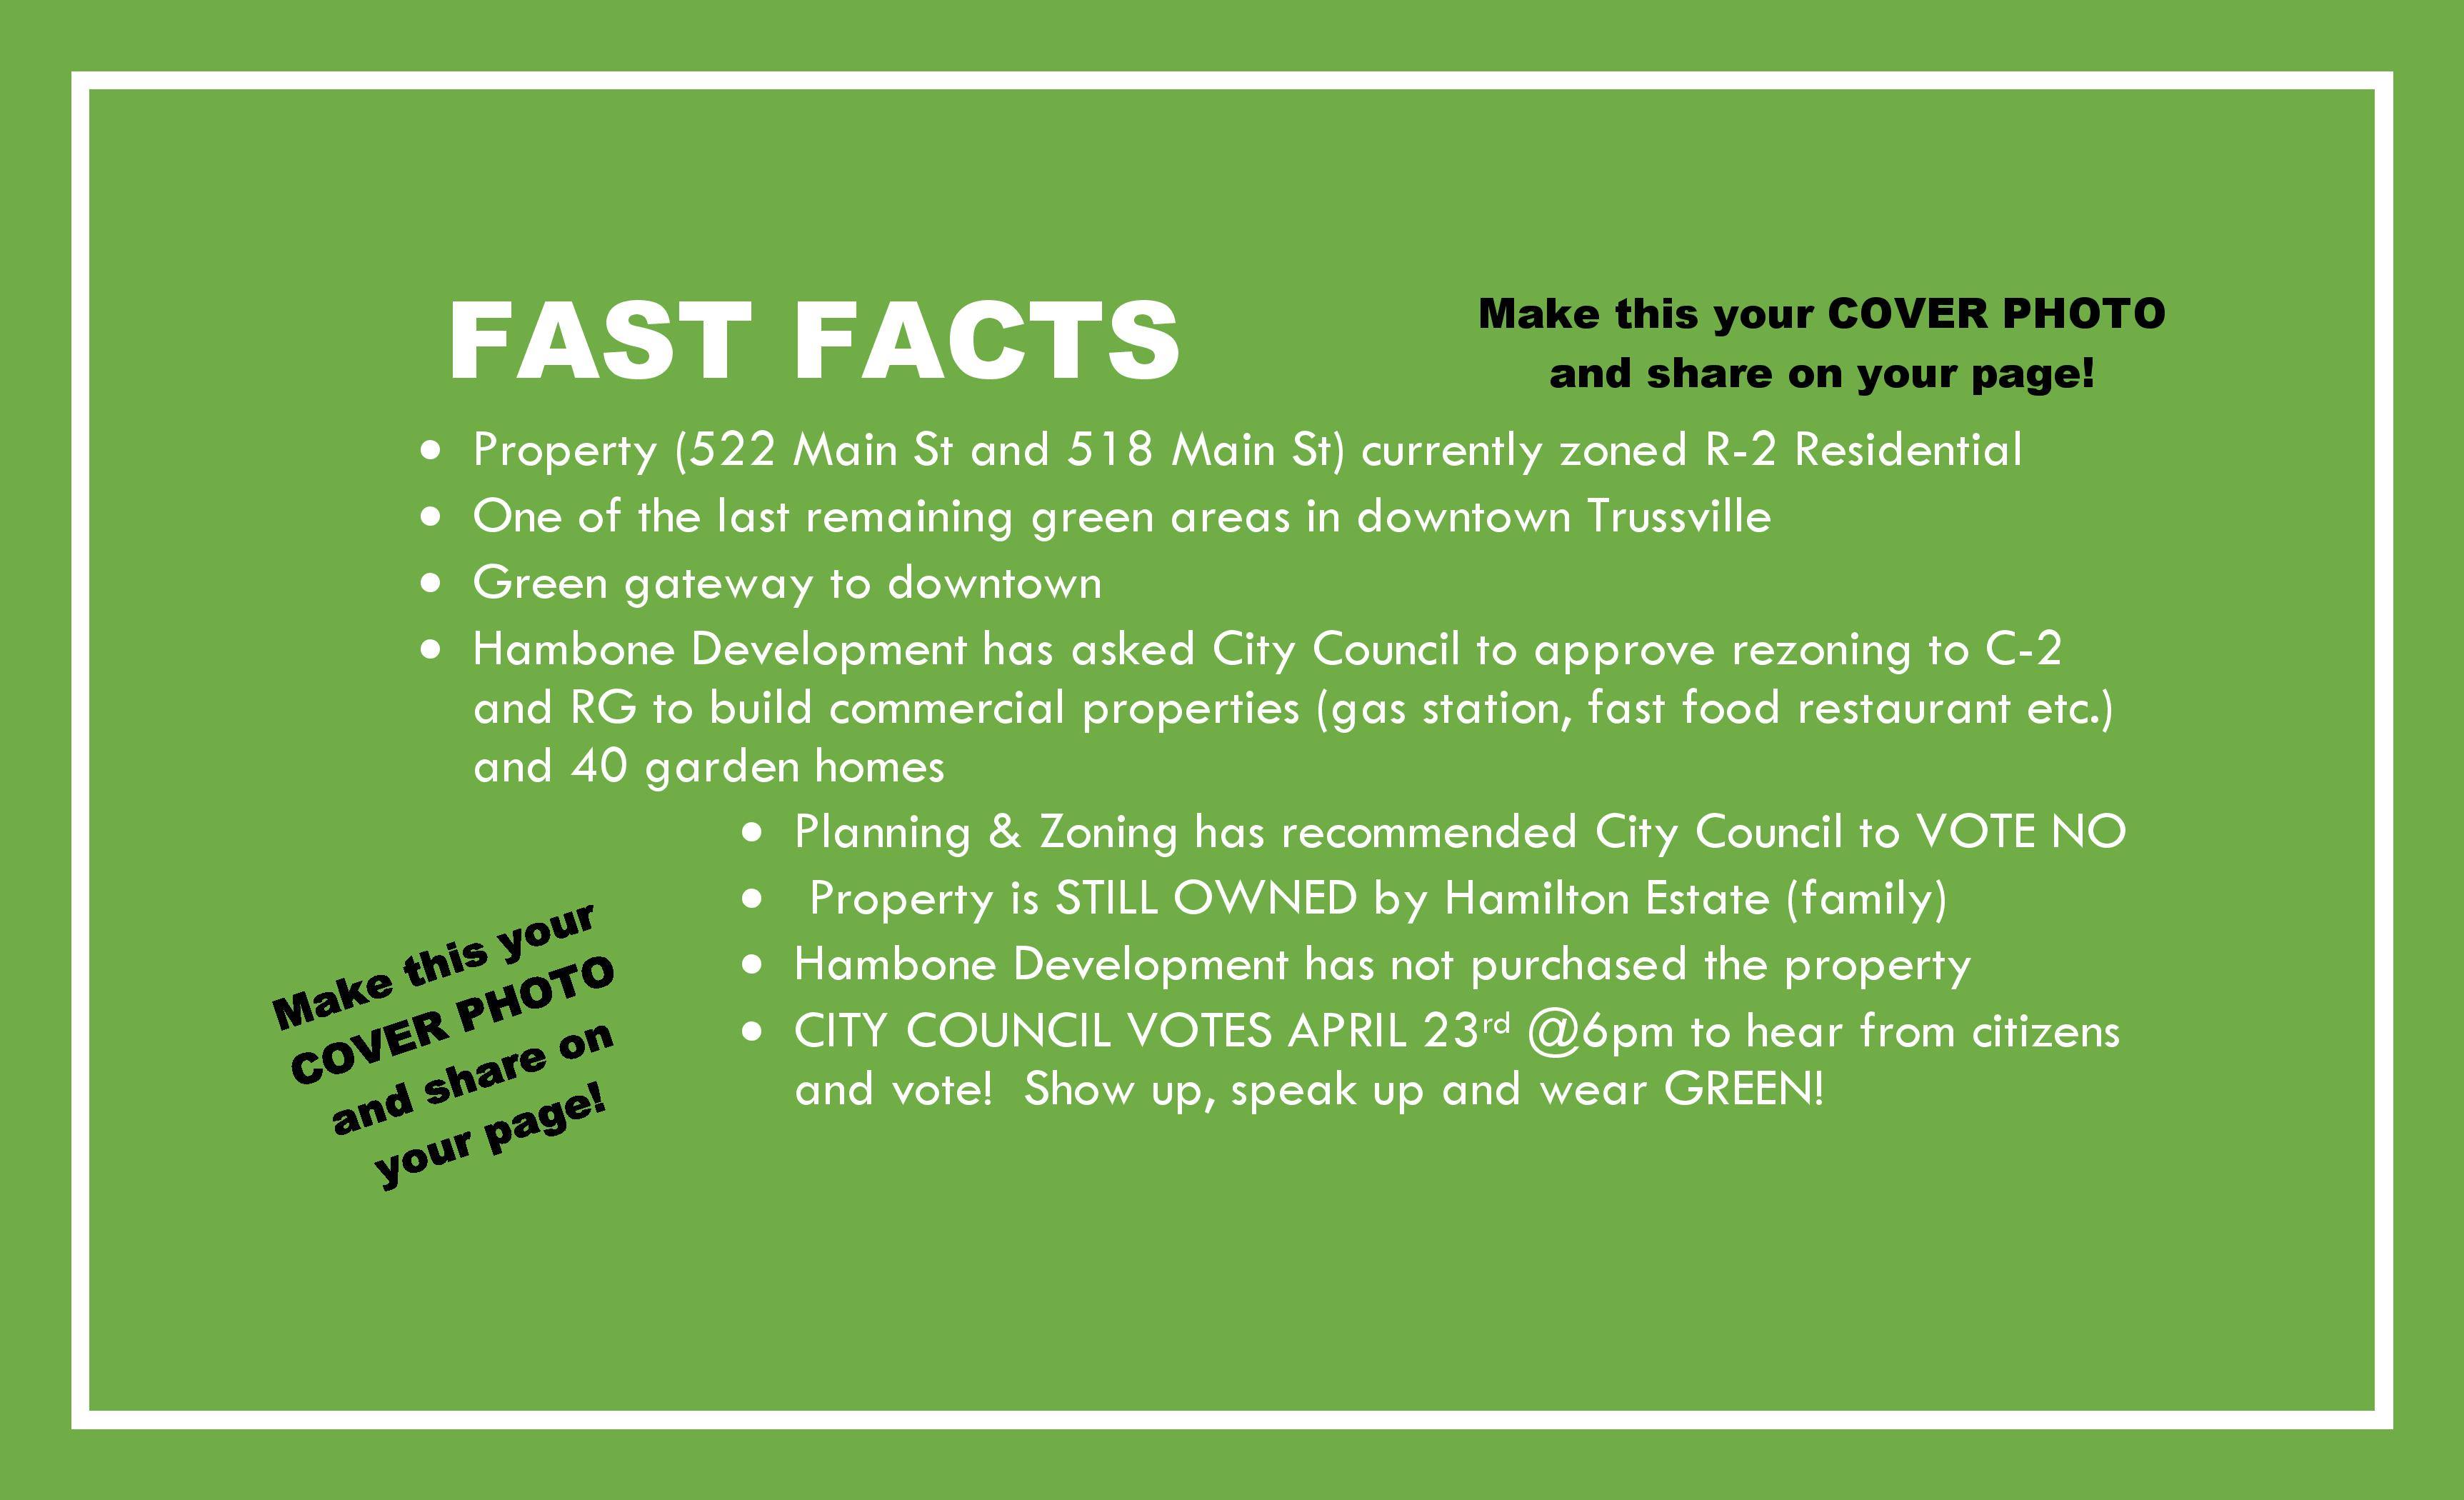 FAST FACTS
Make this your COVER PHOTO
and share on your page!
• Property (522 Main St and 518 Main St) currently zoned R-2 Residential
• One of the last remaining green areas in downtown Trussville
• Green gateway to downtown
• Hambone Development has asked City Council to approve rezoning to C-2
and RG to build commercial properties (gas station, fast food restaurant etc.)
and 40 garden homes
• Planning & Zoning has recommended City Council to VOTE NO
• Property is STILL OWNED by Hamilton Estate (family)
• Hambone Development has not purchased the property
• CITY COUNCIL VOTES APRIL 23rd @6pm to hear from citizens
and vote!  Show up, speak up and wear GREEN!
Make this your
COVER PHOTO
and share on
your page!